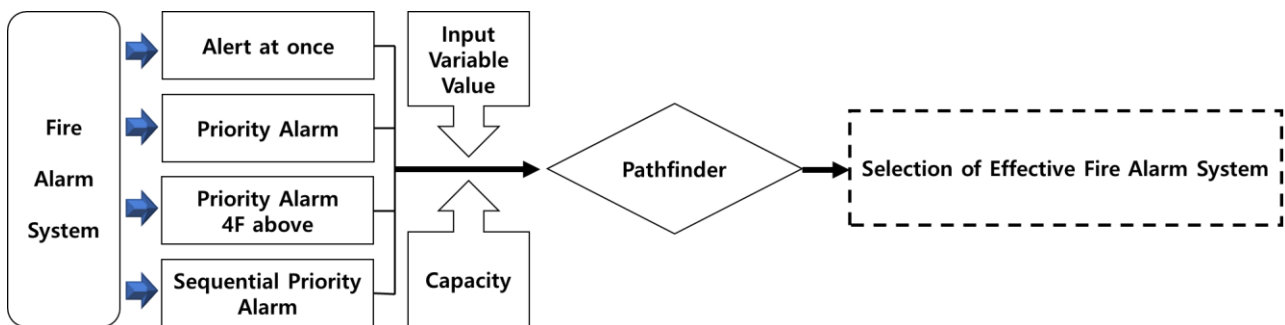 Fire
Alarm
System
Alert at once
Priority Alarm
Priority Alarm
4F above
Sequential Priority
Alarm
Input
Variable
Value
Capacity
Pathfinder
Selection of Effective Fire Alarm System